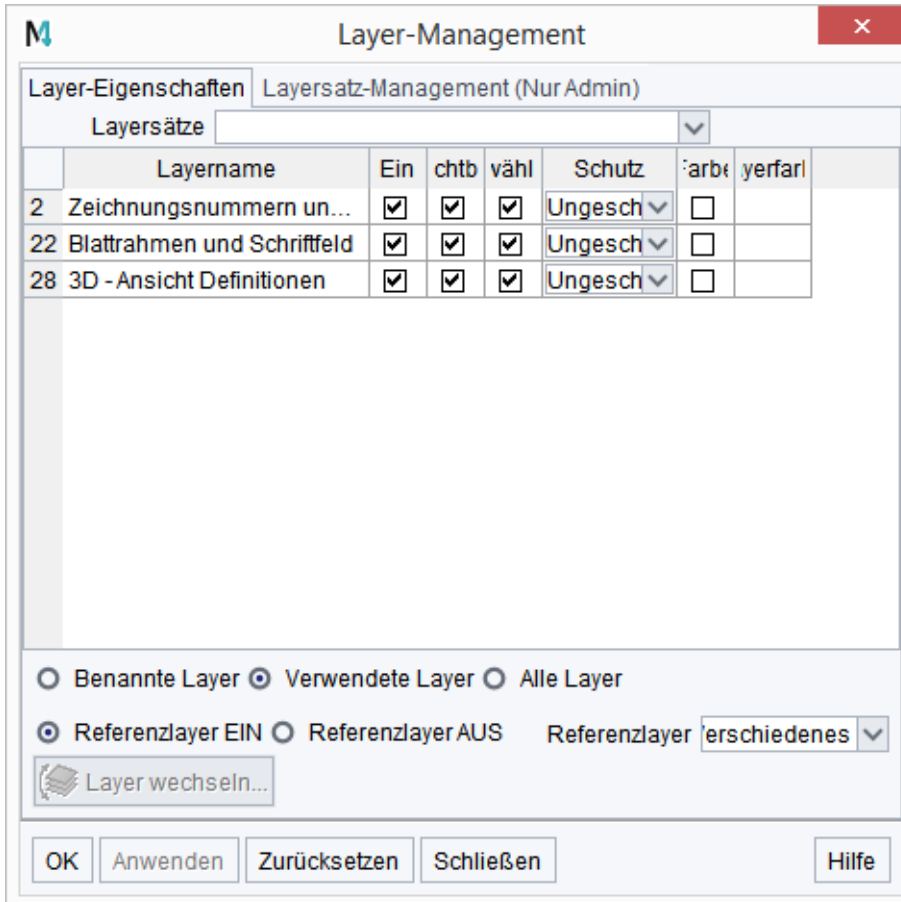 Layer-Management
Layer-Eigenschaften Layersatz-Management (Nur Admin)
Layersätze
Layername Ein chtb vähl Schutz Farbe yerfarl
2 Zeichnungsnummern un... Ungesch
22 Blattrahmen und Schriftfeld Ungesch
28 3D - Ansicht Definitionen Ungesch
Benannte Layer Verwendete Layer Alle Layer
Referenzlayer EIN Referenzlayer AUS Referenzlayer Verschiedenes
Layer wechseln...
OK Anwenden Zurücksetzen Schließen Hilfe